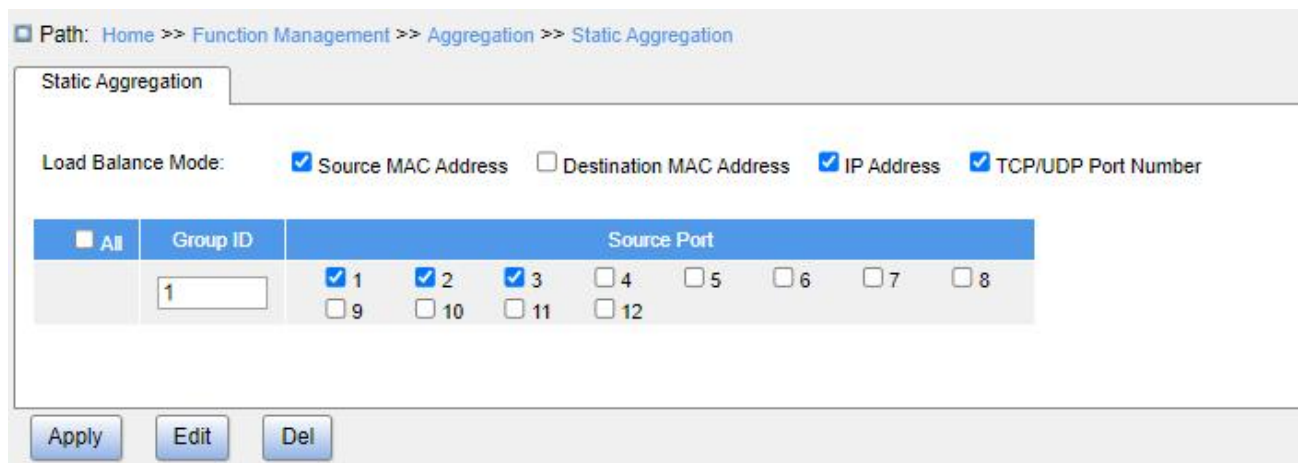 Path: Home >> Function Management >> Aggregation >> Static Aggregation
Static Aggregation
Load Balance Mode: Source MAC Address Destination MAC Address IP Address TCP/UDP Port Number
All Group ID Source Port
1 1 2 3 4 5 6 7 8
9 10 11 12
Apply Edit Del